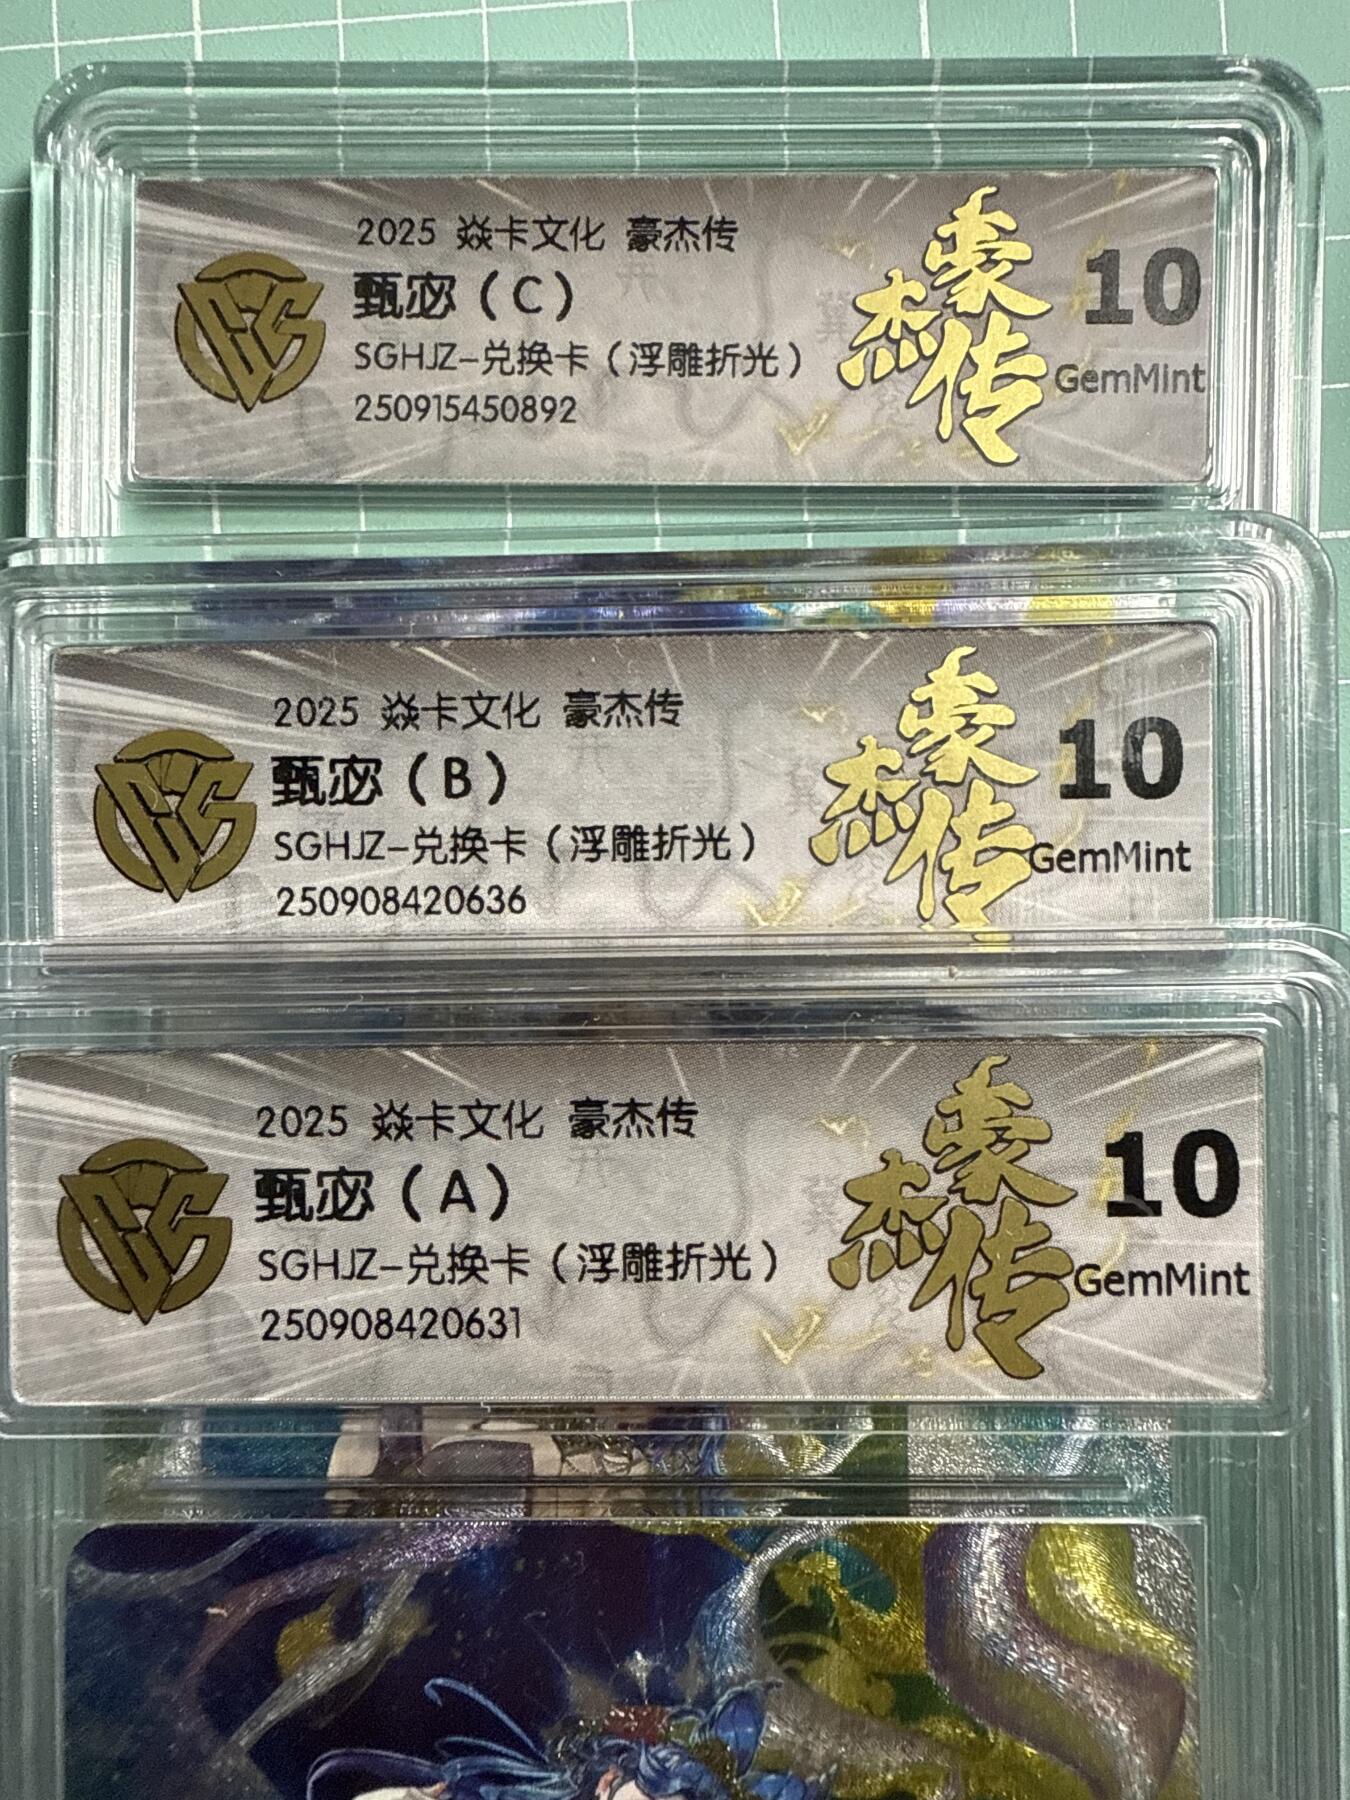 2025 焱卡文化 豪杰传
甄宓（C）
SGHJZ-兑换卡（浮雕折光）
250915450892
豪杰传
10
GemMint
2025 焱卡文化 豪杰传
甄宓（B）
SGHJZ-兑换卡（浮雕折光）
250908420636
豪杰传
10
GemMint
2025 焱卡文化 豪杰传
甄宓（A）
SGHJZ-兑换卡（浮雕折光）
250908420631
豪杰传
10
GemMint